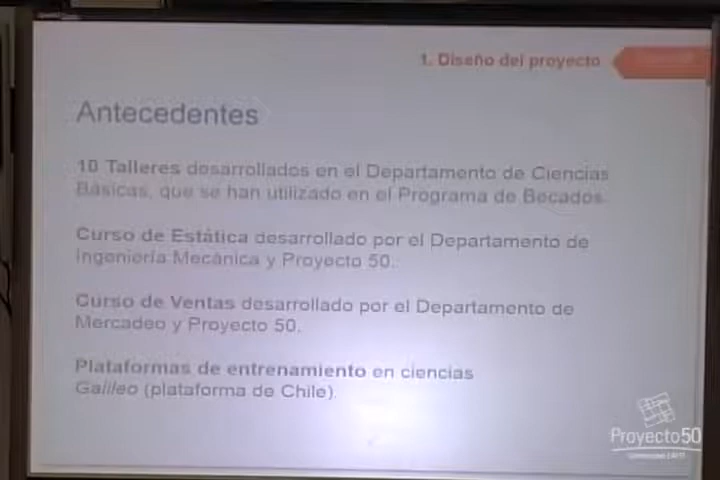 1. Diseño del proyecto
Antecedentes
10 Talleres desarrollados en el Departamento de Ciencias
Básicas, que se han utilizado en el Programa de Becados.
Curso de Estática desarrollado por el Departamento de
Ingeniería Mecánica y Proyecto 50.
Curso de Ventas desarrollado por el Departamento de
Mercadeo y Proyecto 50.
Plataformas de entrenamiento en ciencias
Galileo (plataforma de Chile).
Proyecto50